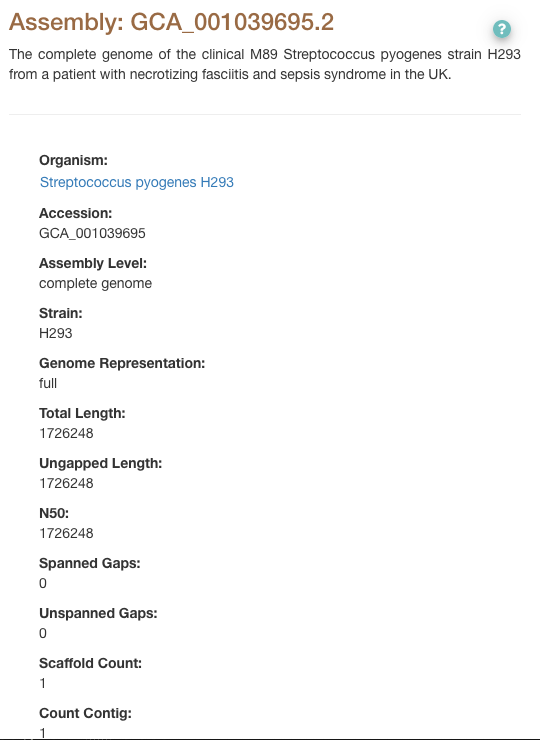 Assembly: GCA_001039695.2
?
The complete genome of the clinical M89 Streptococcus pyogenes strain H293
from a patient with necrotizing fasciitis and sepsis syndrome in the UK.
Organism:
Streptococcus pyogenes H293
Accession:
GCA_001039695
Assembly Level:
complete genome
Strain:
H293
Genome Representation:
full
Total Length:
1726248
Ungapped Length:
1726248
N50:
1726248
Spanned Gaps:
0
Unspanned Gaps:
0
Scaffold Count:
1
Count Contig:
1